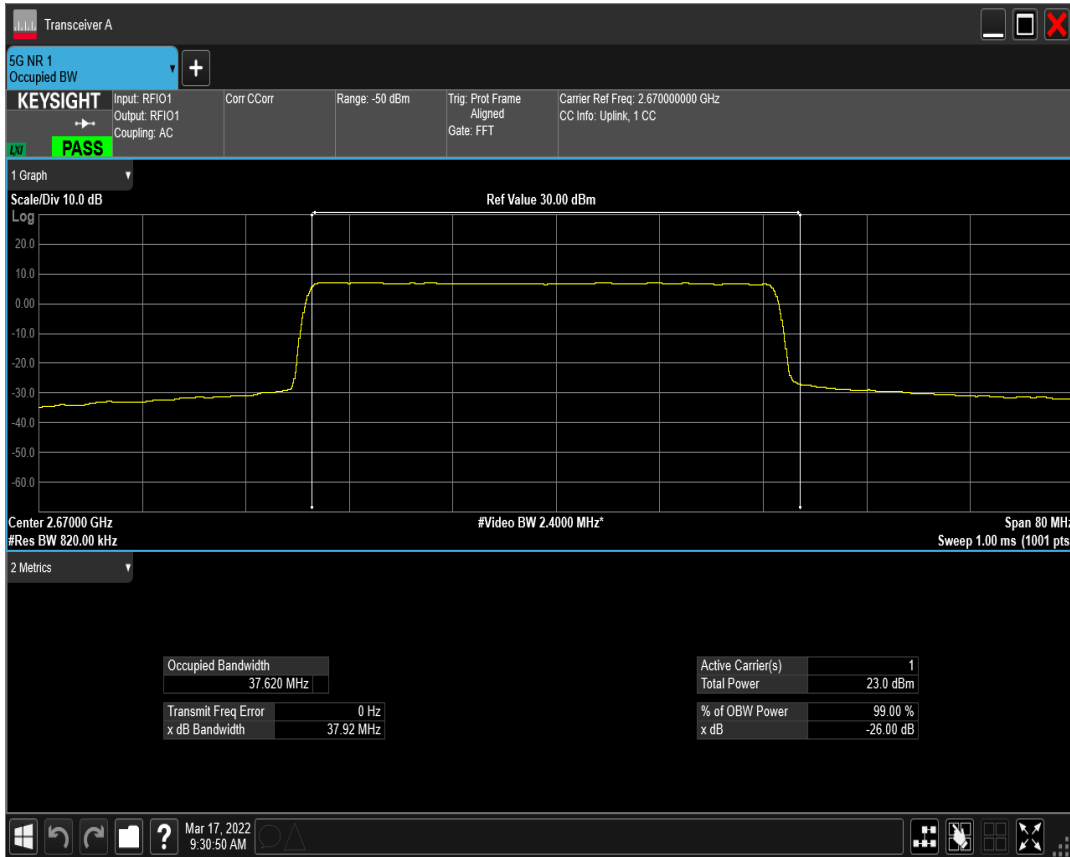 Transceiver A
5G NR 1
Occupied BW
+
KEYSIGHT
LXI
PASS
Input: RFIO1
Output: RFIO1
Coupling: AC
Corr CCorr
Range: -50 dBm
Trig: Prot Frame
Aligned
Gate: FFT
Carrier Ref Freq: 2.670000000 GHz
CC Info: Uplink, 1 CC
1 Graph
Scale/Div 10.0 dB
Ref Value 30.00 dBm
Log
20.0
10.0
0.00
-10.0
-20.0
-30.0
-40.0
-50.0
-60.0
Center 2.67000 GHz
#Video BW 2.4000 MHz*
Span 80 MHz
#Res BW 820.00 kHz
Sweep 1.00 ms (1001 pts
2 Metrics
Occupied Bandwidth
37.620 MHz
Transmit Freq Error 0 Hz
x dB Bandwidth 37.92 MHz
Active Carrier(s) 1
Total Power 23.0 dBm
% of OBW Power 99.00 %
x dB -26.00 dB
?
Mar 17, 2022
9:30:50 AM